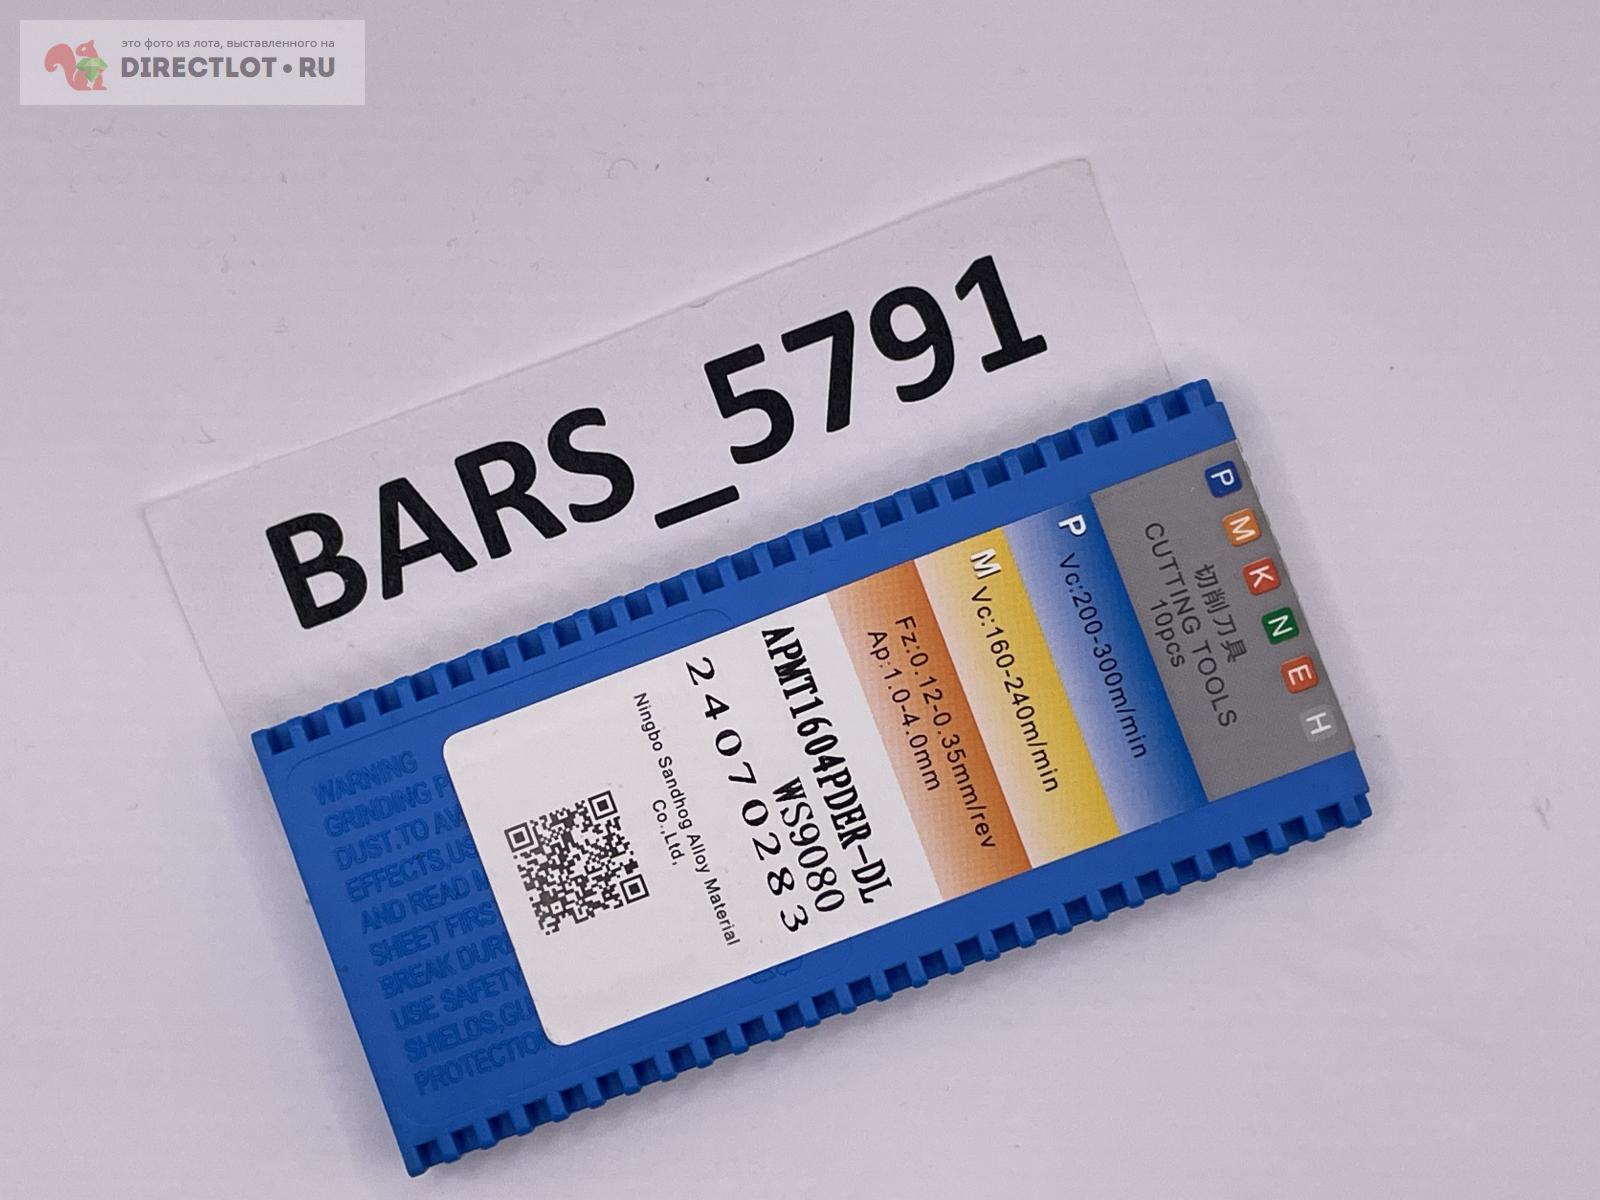 это фото из лота, выставленного на
DIRECTLOT•RU
BARS_5791
P M K N E H
切削刀具
CUTTING TOOLS
10pcs
P Vc:200-300m/min
M Vc:160-240m/min
Fz:0.12-0.35mm/rev
Ap:1.0-4.0mm
APMT1604PDER-DL
WS9080
24070283
Ningbo Sandhog Alloy Material
Co.,Ltd,
WARNING
GRINDING P
DUST.TO AV
EFFECTS,US
AND READ M
SHEET FIRS
BREAK DUR
USE SAFETY
SHIELDS,GU
PROTECTIO